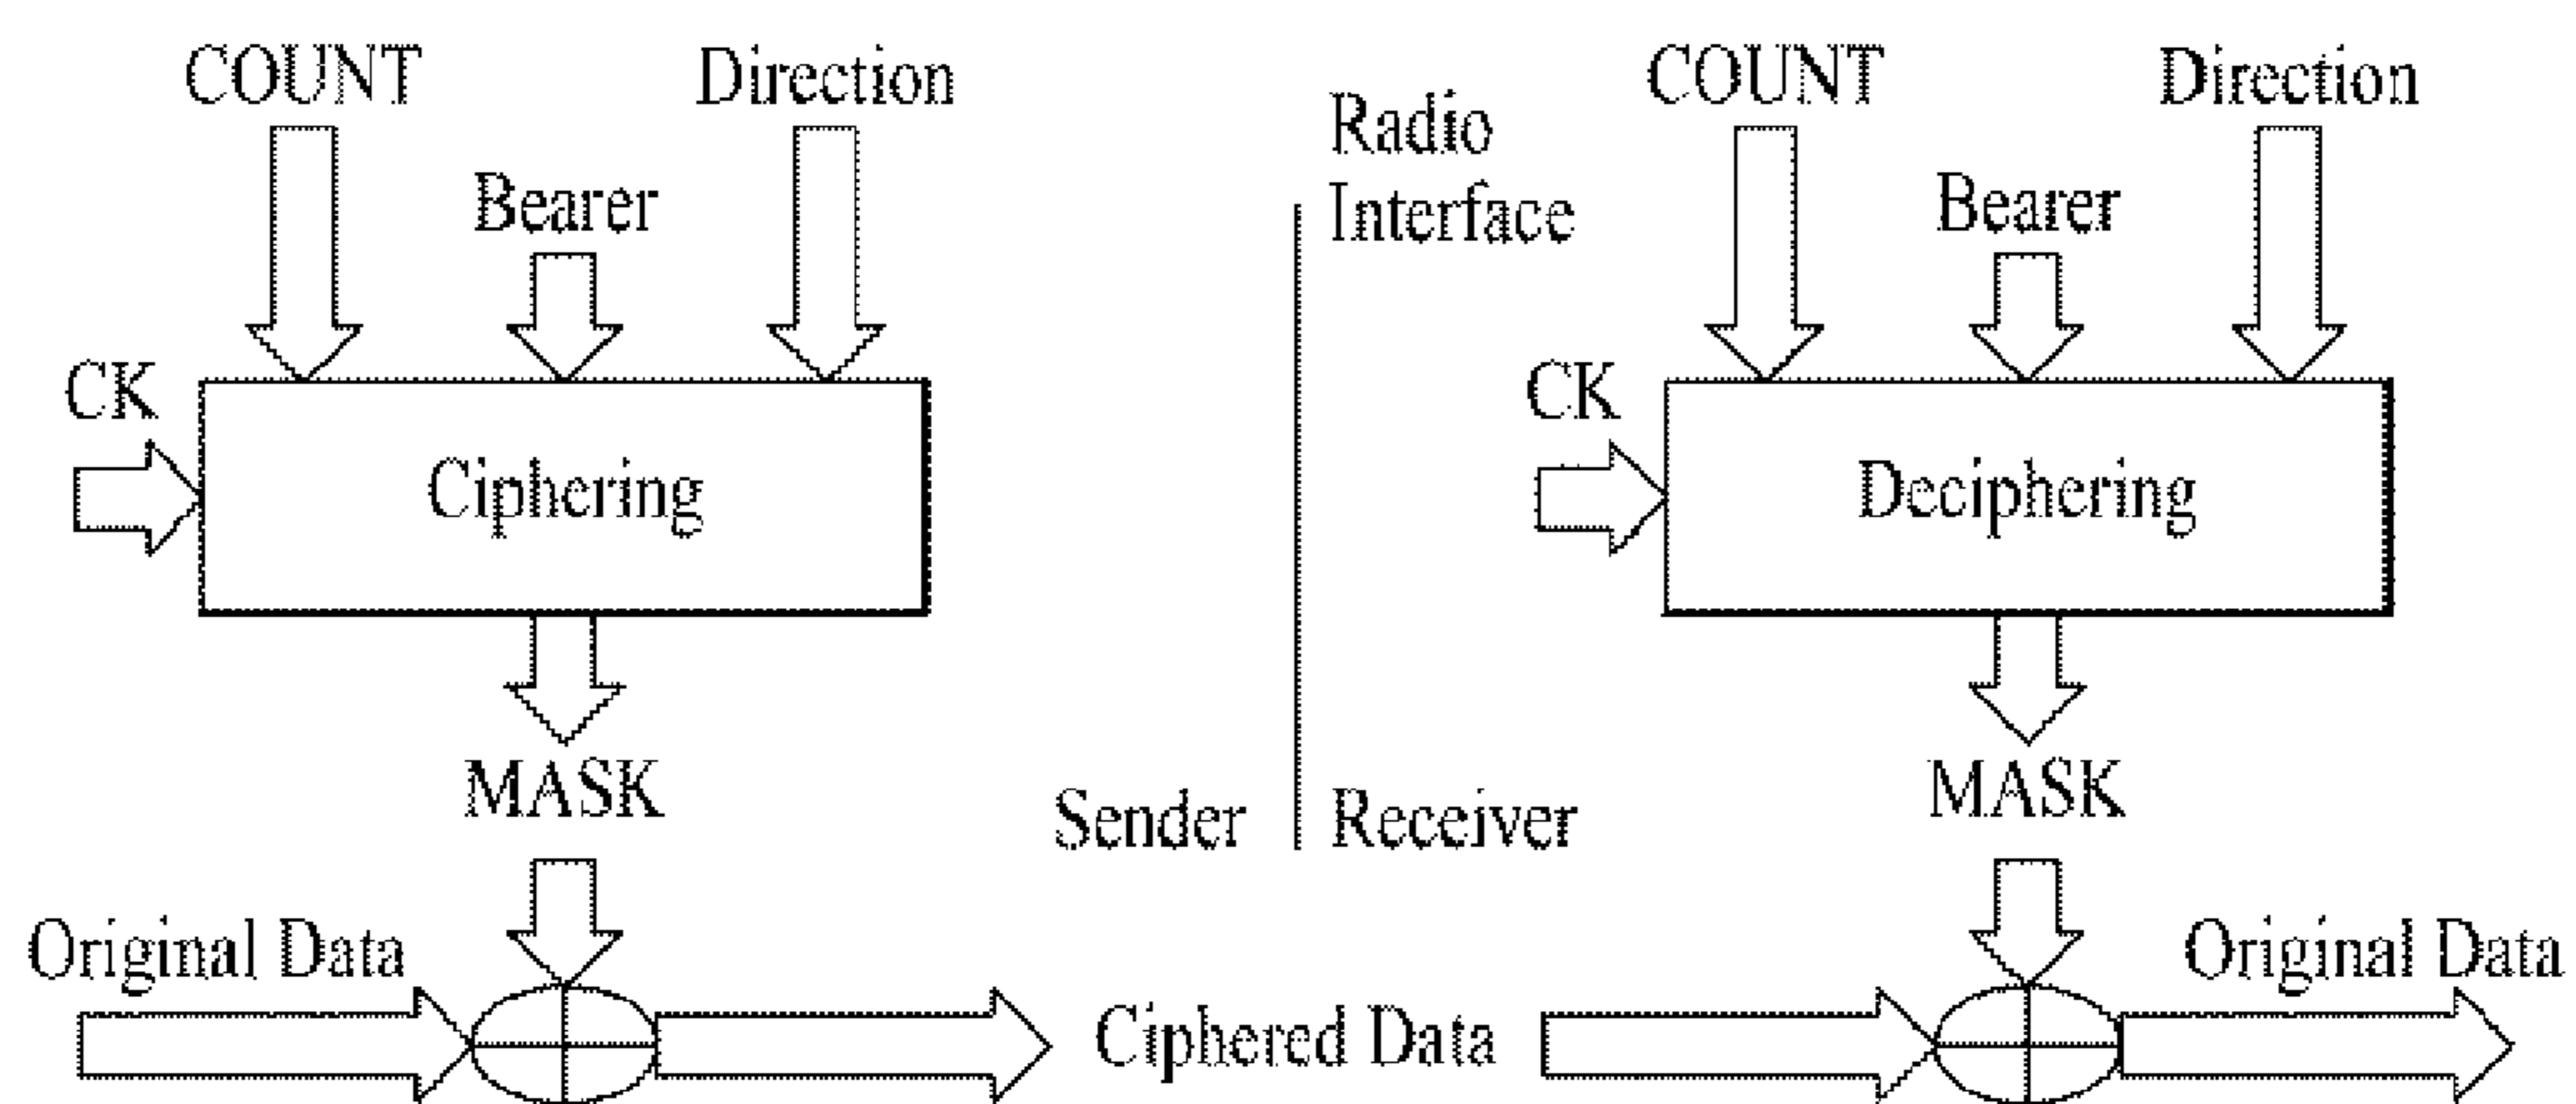 COUNT
Direction
Bearer
CK
Ciphering
MASK
Original Data
Radio
Interface
Sender
Receiver
Ciphered Data
COUNT
Direction
Bearer
CK
Deciphering
MASK
Original Data